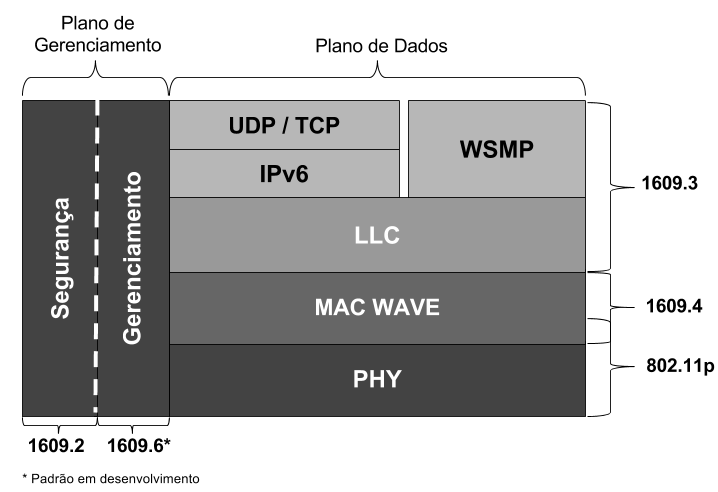 Plano de
Gerenciamento
Plano de Dados
UDP / TCP
WSMP
IPv6
1609.3
LLC
Segurança
Gerenciamento
MAC WAVE
1609.4
PHY
802.11p
1609.2
1609.6*
* Padrão em desenvolvimento